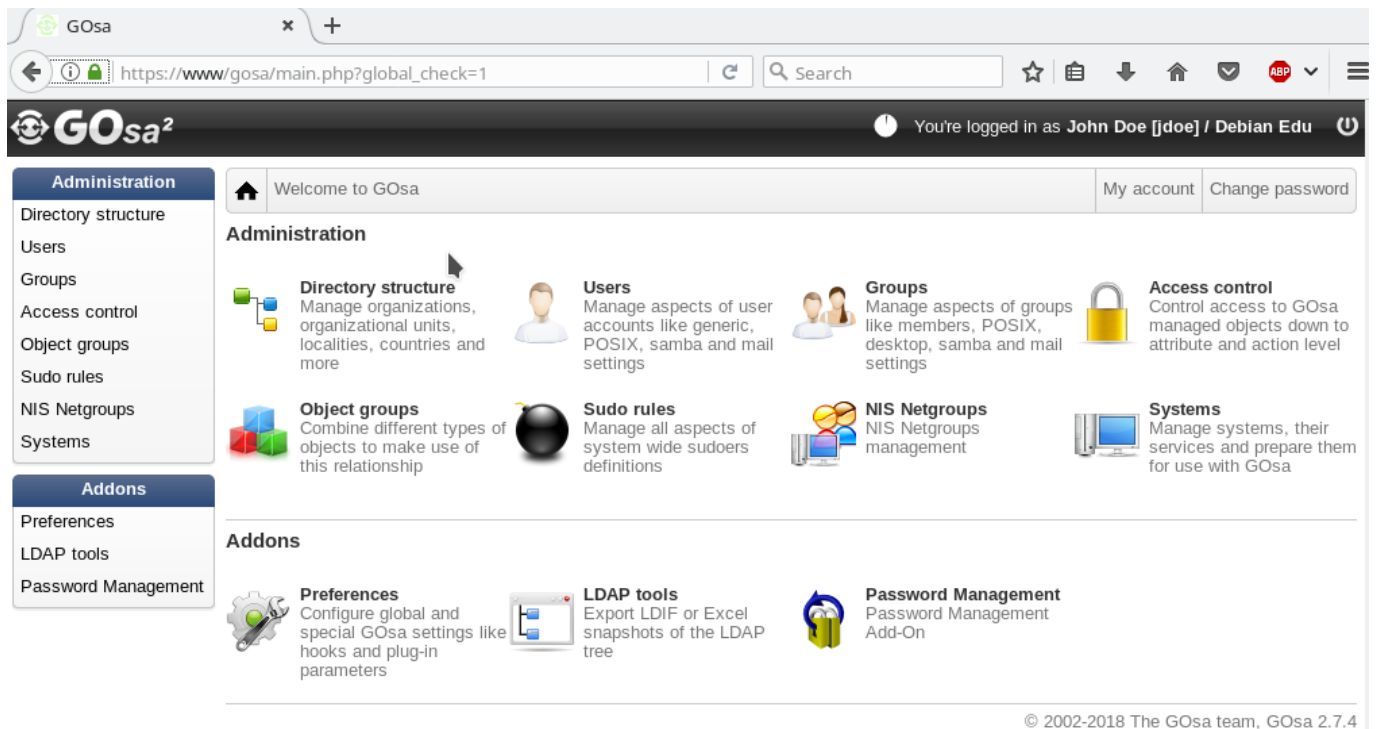 GOsa
https://www/gosa/main.php?global_check=1
Search
ABP
GOsa²
You're logged in as John Doe [jdoe] / Debian Edu
Administration
Directory structure
Users
Groups
Access control
Object groups
Sudo rules
NIS Netgroups
Systems
Addons
Preferences
LDAP tools
Password Management
Welcome to GOsa
My account
Change password
Administration
Directory structure
Manage organizations,
organizational units,
localities, countries and
more
Users
Manage aspects of user
accounts like generic,
POSIX, samba and mail
settings
Groups
Manage aspects of groups
like members, POSIX,
desktop, samba and mail
settings
Access control
Control access to GOsa
managed objects down to
attribute and action level
Object groups
Combine different types of
objects to make use of
this relationship
Sudo rules
Manage all aspects of
system wide sudoers
definitions
NIS Netgroups
NIS Netgroups
management
Systems
Manage systems, their
services and prepare them
for use with GOsa
Addons
Preferences
Configure global and
special GOsa settings like
hooks and plug-in
parameters
LDAP tools
Export LDIF or Excel
snapshots of the LDAP
tree
Password Management
Password Management
Add-On
© 2002-2018 The GOsa team, GOsa 2.7.4